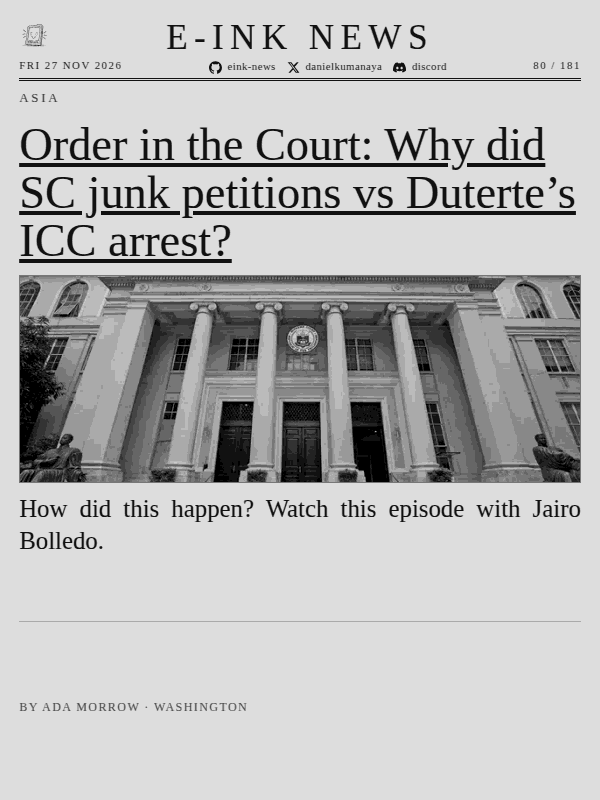 E-INK NEWS
FRI 27 NOV 2026
eink-news danielkumanaya discord
80 / 181
ASIA
Order in the Court: Why did
SC junk petitions vs Duterte’s
ICC arrest?
How did this happen? Watch this episode with Jairo
Bolledo.
BY ADA MORROW · WASHINGTON